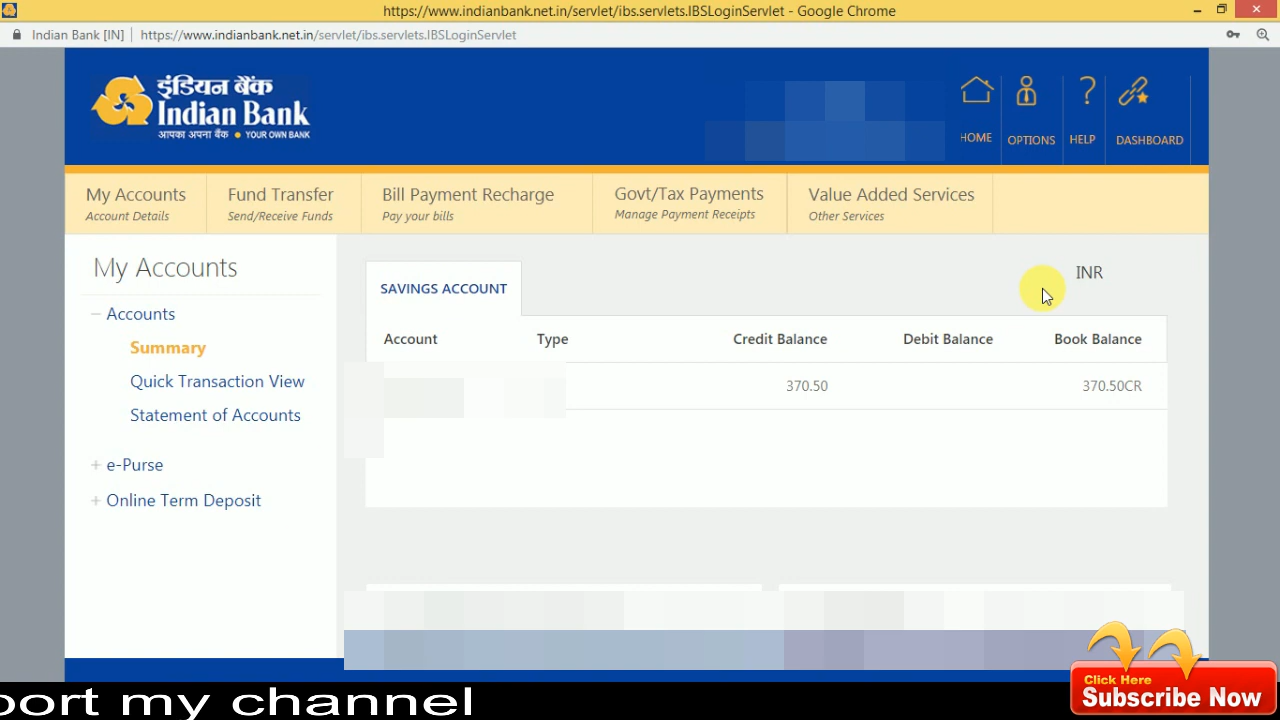 https://www.indianbank.net.in/servlet/ibs.servlets.IBSLoginServlet - Google Chrome
Indian Bank [IN] https://www.indianbank.net.in/servlet/ibs.servlets.IBSLoginServlet
इंडियन बैंक
Indian Bank
आपका अपना बैंक • YOUR OWN BANK
HOME OPTIONS HELP DASHBOARD
My Accounts Fund Transfer Bill Payment Recharge Govt/Tax Payments Value Added Services
Account Details Send/Receive Funds Pay your bills Manage Payment Receipts Other Services
My Accounts
Accounts
Summary
Quick Transaction View
Statement of Accounts
e-Purse
Online Term Deposit
INR
SAVINGS ACCOUNT
Account Type Credit Balance Debit Balance Book Balance
370.50 370.50CR
Click Here
Subscribe Now
port my channel